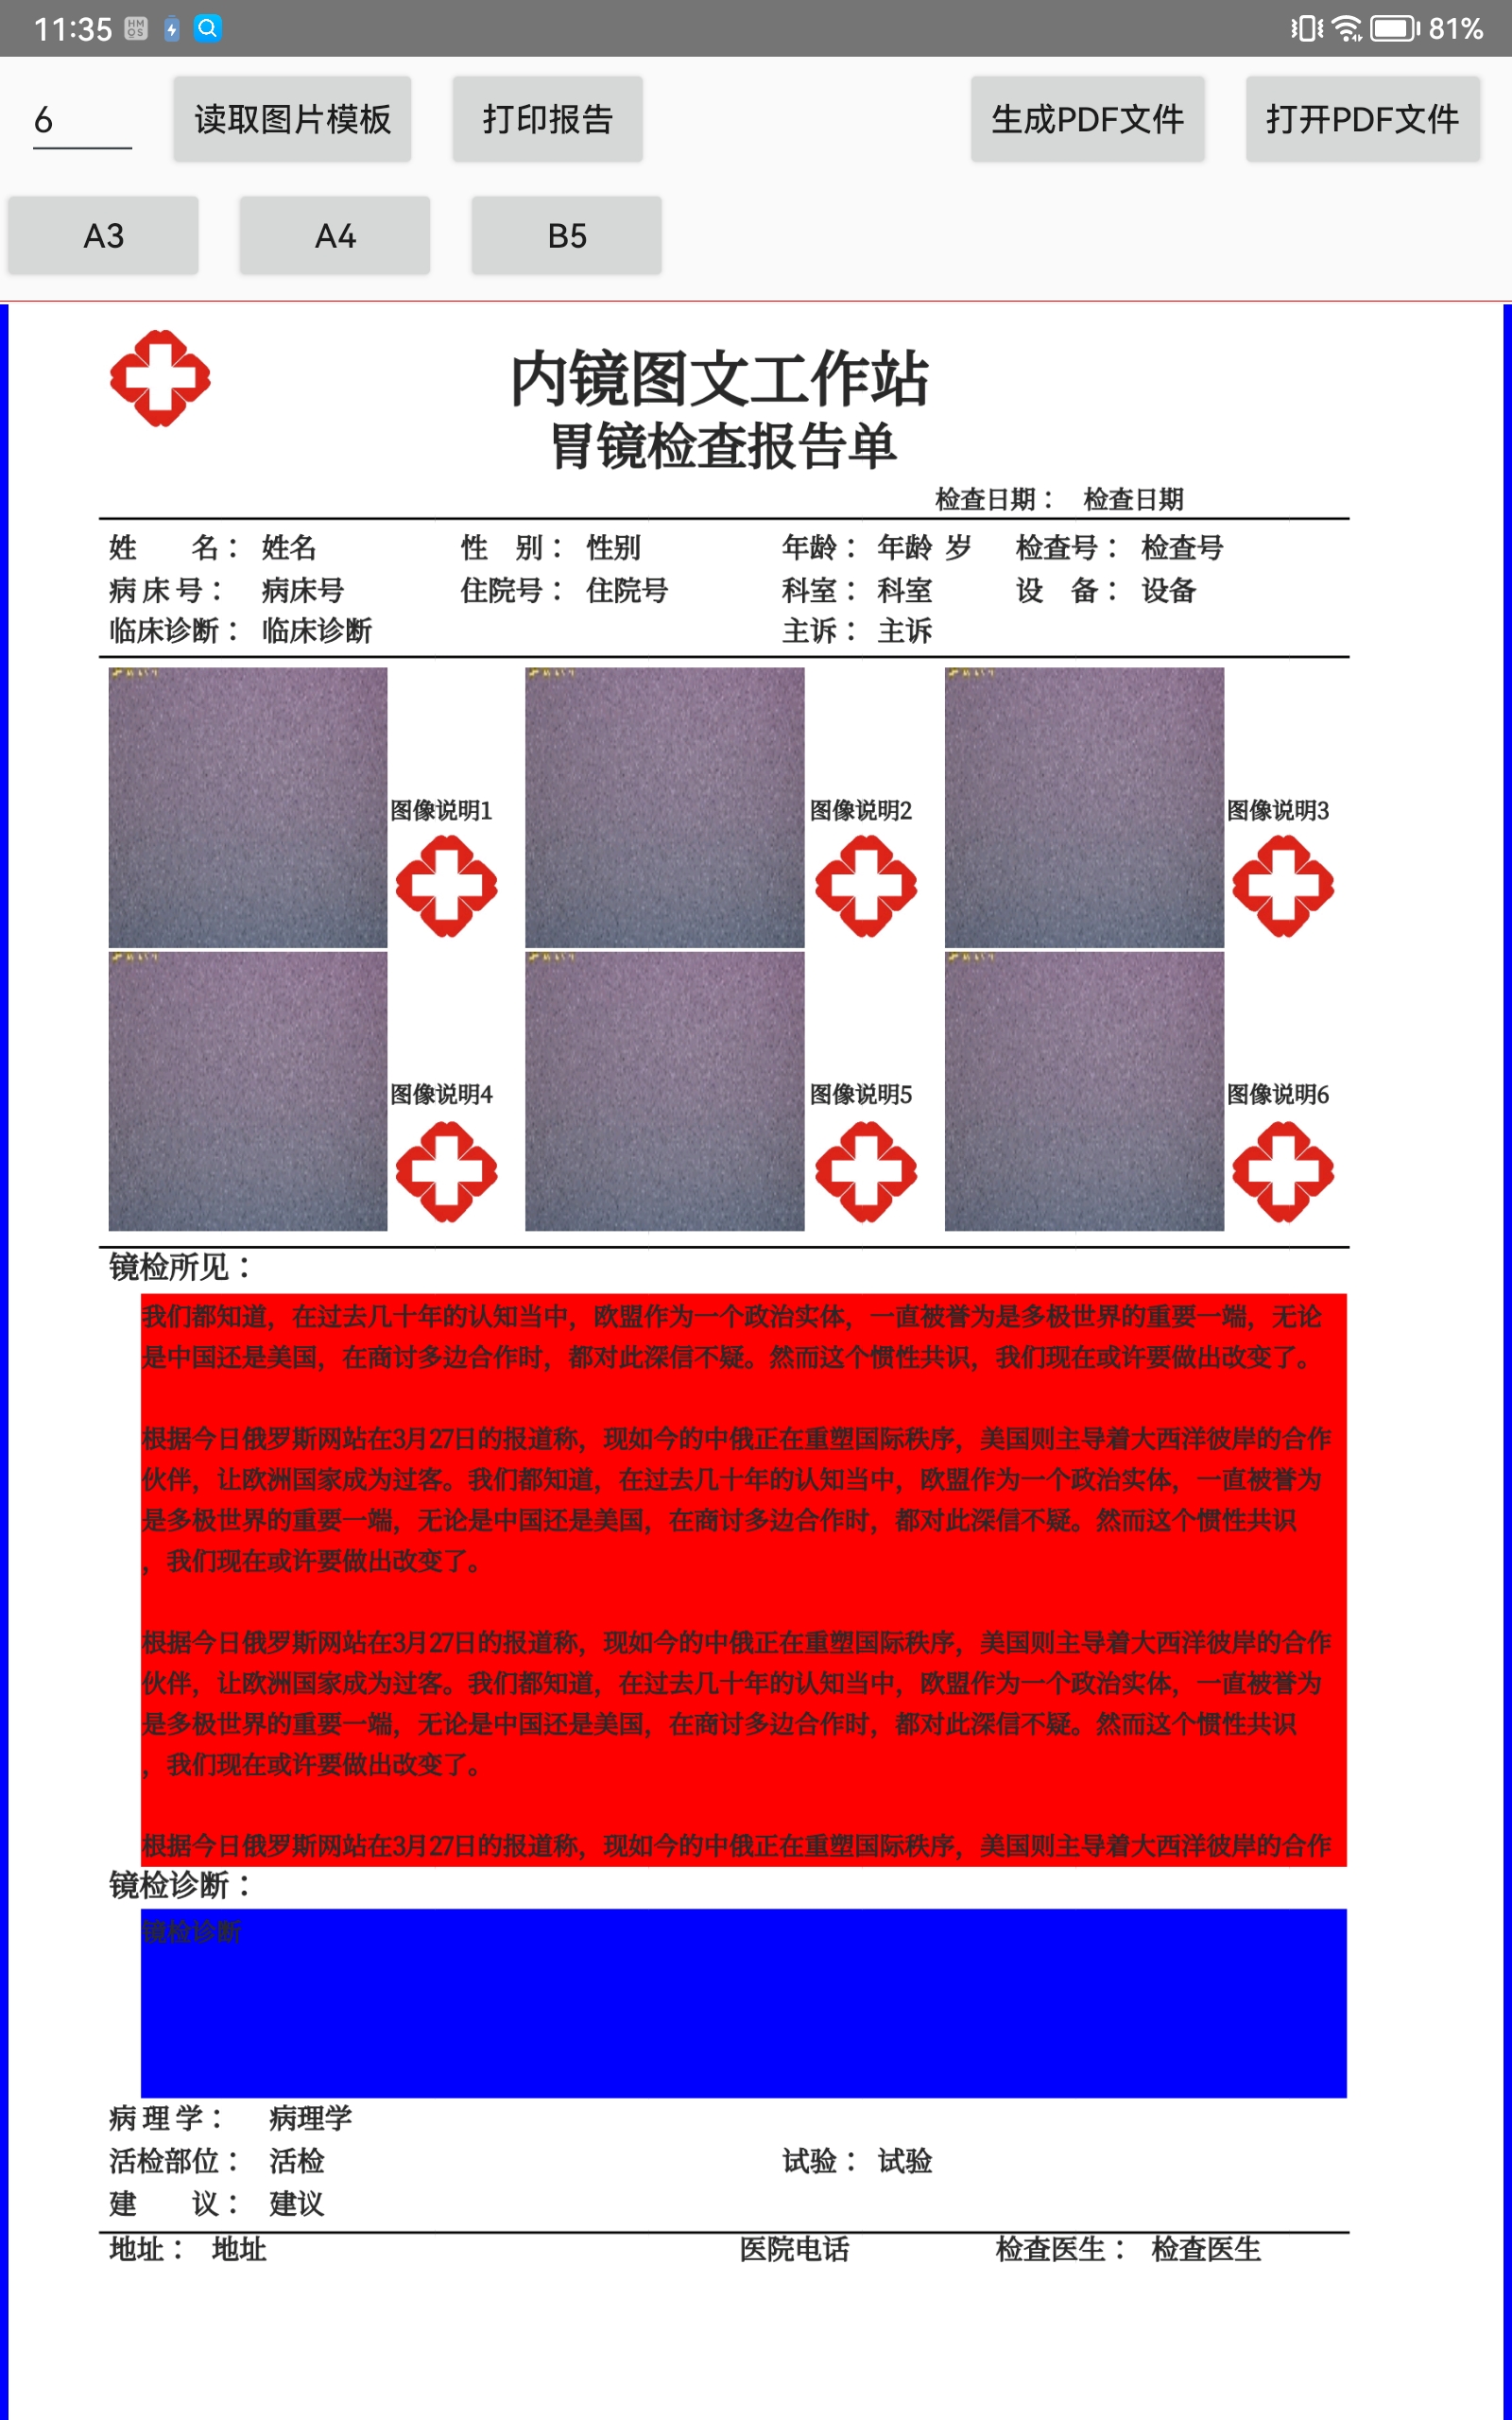 11:35
81%
6 读取图片模板 打印报告 生成PDF文件 打开PDF文件
A3 A4 B5
内镜图文工作站
胃镜检查报告单
检查日期： 检查日期
姓 名： 姓名 性 别： 性别 年龄： 年龄 岁 检查号： 检查号
病 床 号： 病床号 住院号： 住院号 科室： 科室 设 备： 设备
临床诊断： 临床诊断 主诉： 主诉
图像说明1 图像说明2 图像说明3
图像说明4 图像说明5 图像说明6
镜检所见：
我们都知道，在过去几十年的认知当中，欧盟作为一个政治实体，一直被誉为是多极世界的重要一端，无论
是中国还是美国，在商讨多边合作时，都对此深信不疑。然而这个惯性共识，我们现在或许要做出改变了。
根据今日俄罗斯网站在3月27日的报道称，现如今的中俄正在重塑国际秩序，美国则主导着大西洋彼岸的合作
伙伴，让欧洲国家成为过客。我们都知道，在过去几十年的认知当中，欧盟作为一个政治实体，一直被誉为
是多极世界的重要一端，无论是中国还是美国，在商讨多边合作时，都对此深信不疑。然而这个惯性共识
，我们现在或许要做出改变了。
根据今日俄罗斯网站在3月27日的报道称，现如今的中俄正在重塑国际秩序，美国则主导着大西洋彼岸的合作
伙伴，让欧洲国家成为过客。我们都知道，在过去几十年的认知当中，欧盟作为一个政治实体，一直被誉为
是多极世界的重要一端，无论是中国还是美国，在商讨多边合作时，都对此深信不疑。然而这个惯性共识
，我们现在或许要做出改变了。
根据今日俄罗斯网站在3月27日的报道称，现如今的中俄正在重塑国际秩序，美国则主导着大西洋彼岸的合作
镜检诊断：
镜检诊断
病 理 学： 病理学
活检部位： 活检 试验： 试验
建 议： 建议
地址： 地址 医院电话 检查医生： 检查医生